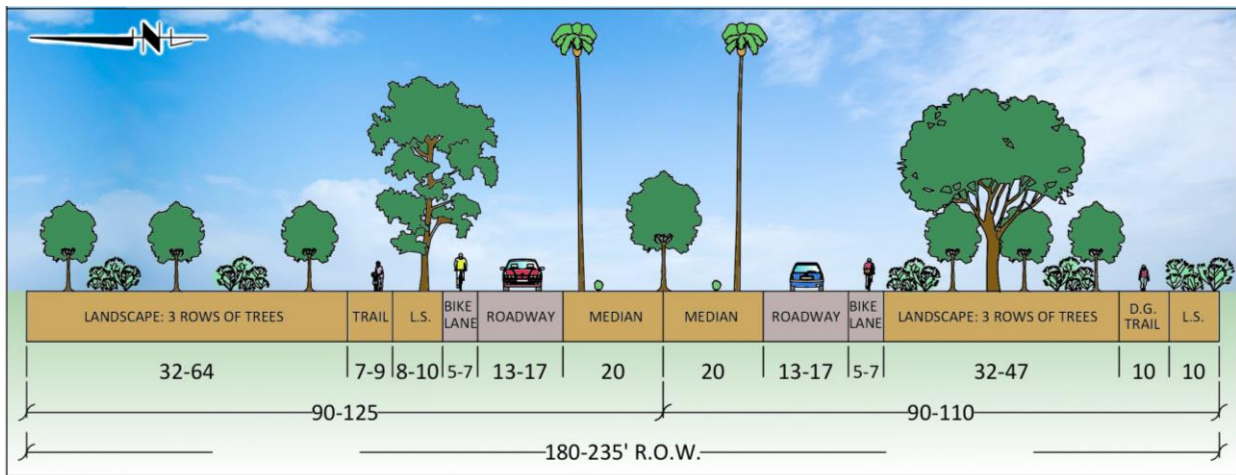 N
LANDSCAPE: 3 ROWS OF TREES
TRAIL
L.S.
BIKE
LANE
ROADWAY
MEDIAN
MEDIAN
ROADWAY
BIKE
LANE
LANDSCAPE: 3 ROWS OF TREES
D.G.
TRAIL
L.S.
32-64
7-9
8-10
5-7
13-17
20
20
13-17
5-7
32-47
10
10
90-125
90-110
180-235' R.O.W.